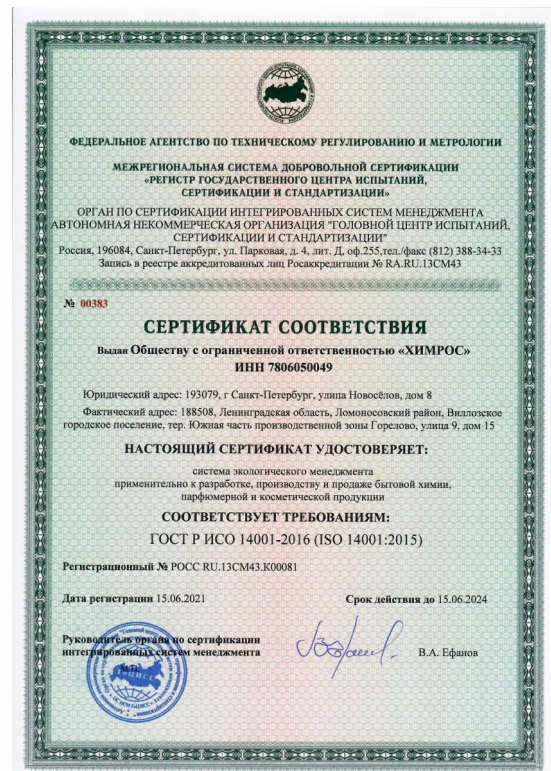 ФЕДЕРАЛЬНОЕ АГЕНТСТВО ПО ТЕХНИЧЕСКОМУ РЕГУЛИРОВАНИЮ И МЕТРОЛОГИИ
МЕЖРЕГИОНАЛЬНАЯ СИСТЕМА ДОБРОВОЛЬНОЙ СЕРТИФИКАЦИИ
«РЕГИСТР ГОСУДАРСТВЕННОГО ЦЕНТРА ИСПЫТАНИЙ,
СЕРТИФИКАЦИИ И СТАНДАРТИЗАЦИИ»
ОРГАН ПО СЕРТИФИКАЦИИ ИНТЕГРИРОВАННЫХ СИСТЕМ МЕНЕДЖМЕНТА
АВТОНОМНАЯ НЕКОММЕРЧЕСКАЯ ОРГАНИЗАЦИЯ "ГОЛОВНОЙ ЦЕНТР ИСПЫТАНИЙ,
СЕРТИФИКАЦИИ И СТАНДАРТИЗАЦИИ"
Россия, 196084, Санкт-Петербург, ул. Парковая, д. 4, лит. Д, оф.255,тел./факс (812) 388-34-33
Запись в реестре аккредитованных лиц Росаккредитации № RA.RU.13СМ43
№ 00383
СЕРТИФИКАТ СООТВЕТСТВИЯ
Выдан Обществу с ограниченной ответственностью «ХИМРОС»
ИНН 7806050049
Юридический адрес: 193079, г Санкт-Петербург, улица Новосёлов, дом 8
Фактический адрес: 188508, Ленинградская область, Ломоносовский район, Виллозское
городское поселение, тер. Южная часть производственной зоны Горелово, улица 9, дом 15
НАСТОЯЩИЙ СЕРТИФИКАТ УДОСТОВЕРЯЕТ:
система экологического менеджмента
применительно к разработке, производству и продаже бытовой химии,
парфюмерной и косметической продукции
СООТВЕТСТВУЕТ ТРЕБОВАНИЯМ:
ГОСТ Р ИСО 14001-2016 (ISO 14001:2015)
Регистрационный № РОСС RU.13СМ43.К00081
Дата регистрации 15.06.2021 Срок действия до 15.06.2024
Руководитель органа по сертификации
интегрированных систем менеджмента В.А. Ефанов
М.П.